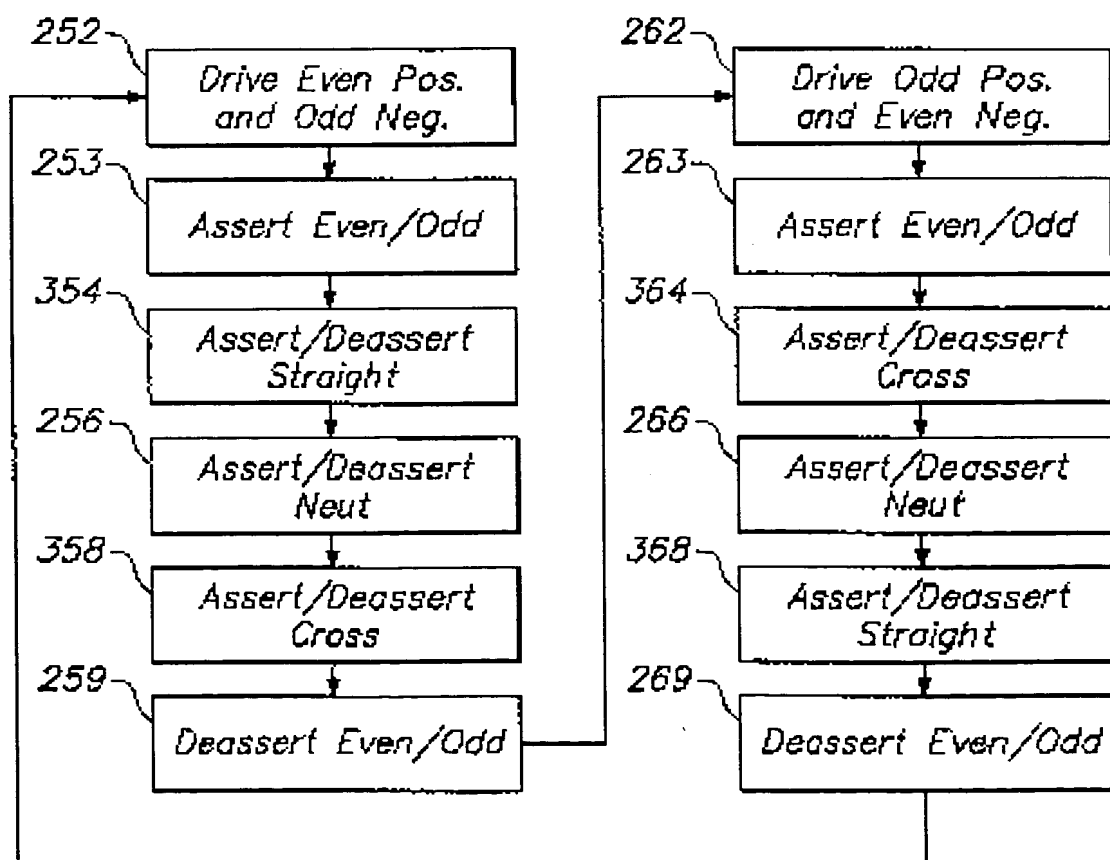 252
Drive Even Pos.
and Odd Neg.
253
Assert Even/Odd
354
Assert/Deassert
Straight
256
Assert/Deassert
Neut
358
Assert/Deassert
Cross
259
Deassert Even/Odd
262
Drive Odd Pos.
and Even Neg.
263
Assert Even/Odd
364
Assert/Deassert
Cross
266
Assert/Deassert
Neut
368
Assert/Deassert
Straight
269
Deassert Even/Odd